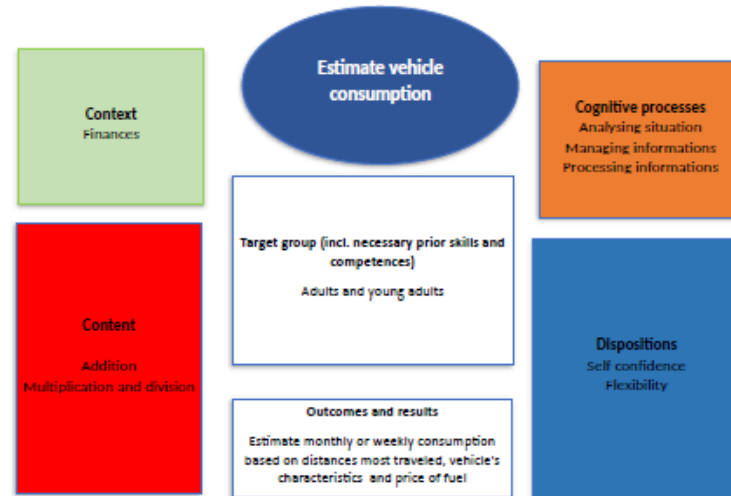 Estimate vehicle
consumption
Context
Finances
Cognitive processes
Analysing situation
Managing informations
Processing informations
Target group (incl. necessary prior skills and
competences)
Adults and young adults
Content
Addition
Multiplication and division
Dispositions
Self confidence
Flexibility
Outcomes and results
Estimate monthly or weekly consumption
based on distances most traveled, vehicle's
characteristics and price of fuel